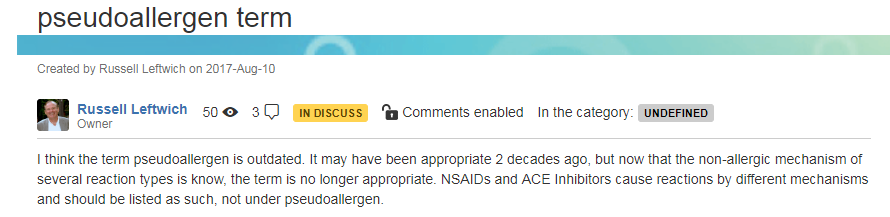 pseudoallergen term
Created by Russell Leftwich on 2017-Aug-10
Russell Leftwich 50 3 IN DISCUSS Comments enabled In the category: UNDEFINED
Owner
I think the term pseudoallergen is outdated. It may have been appropriate 2 decades ago, but now that the non-allergic mechanism of
several reaction types is know, the term is no longer appropriate. NSAIDs and ACE Inhibitors cause reactions by different mechanisms
and should be listed as such, not under pseudoallergen.